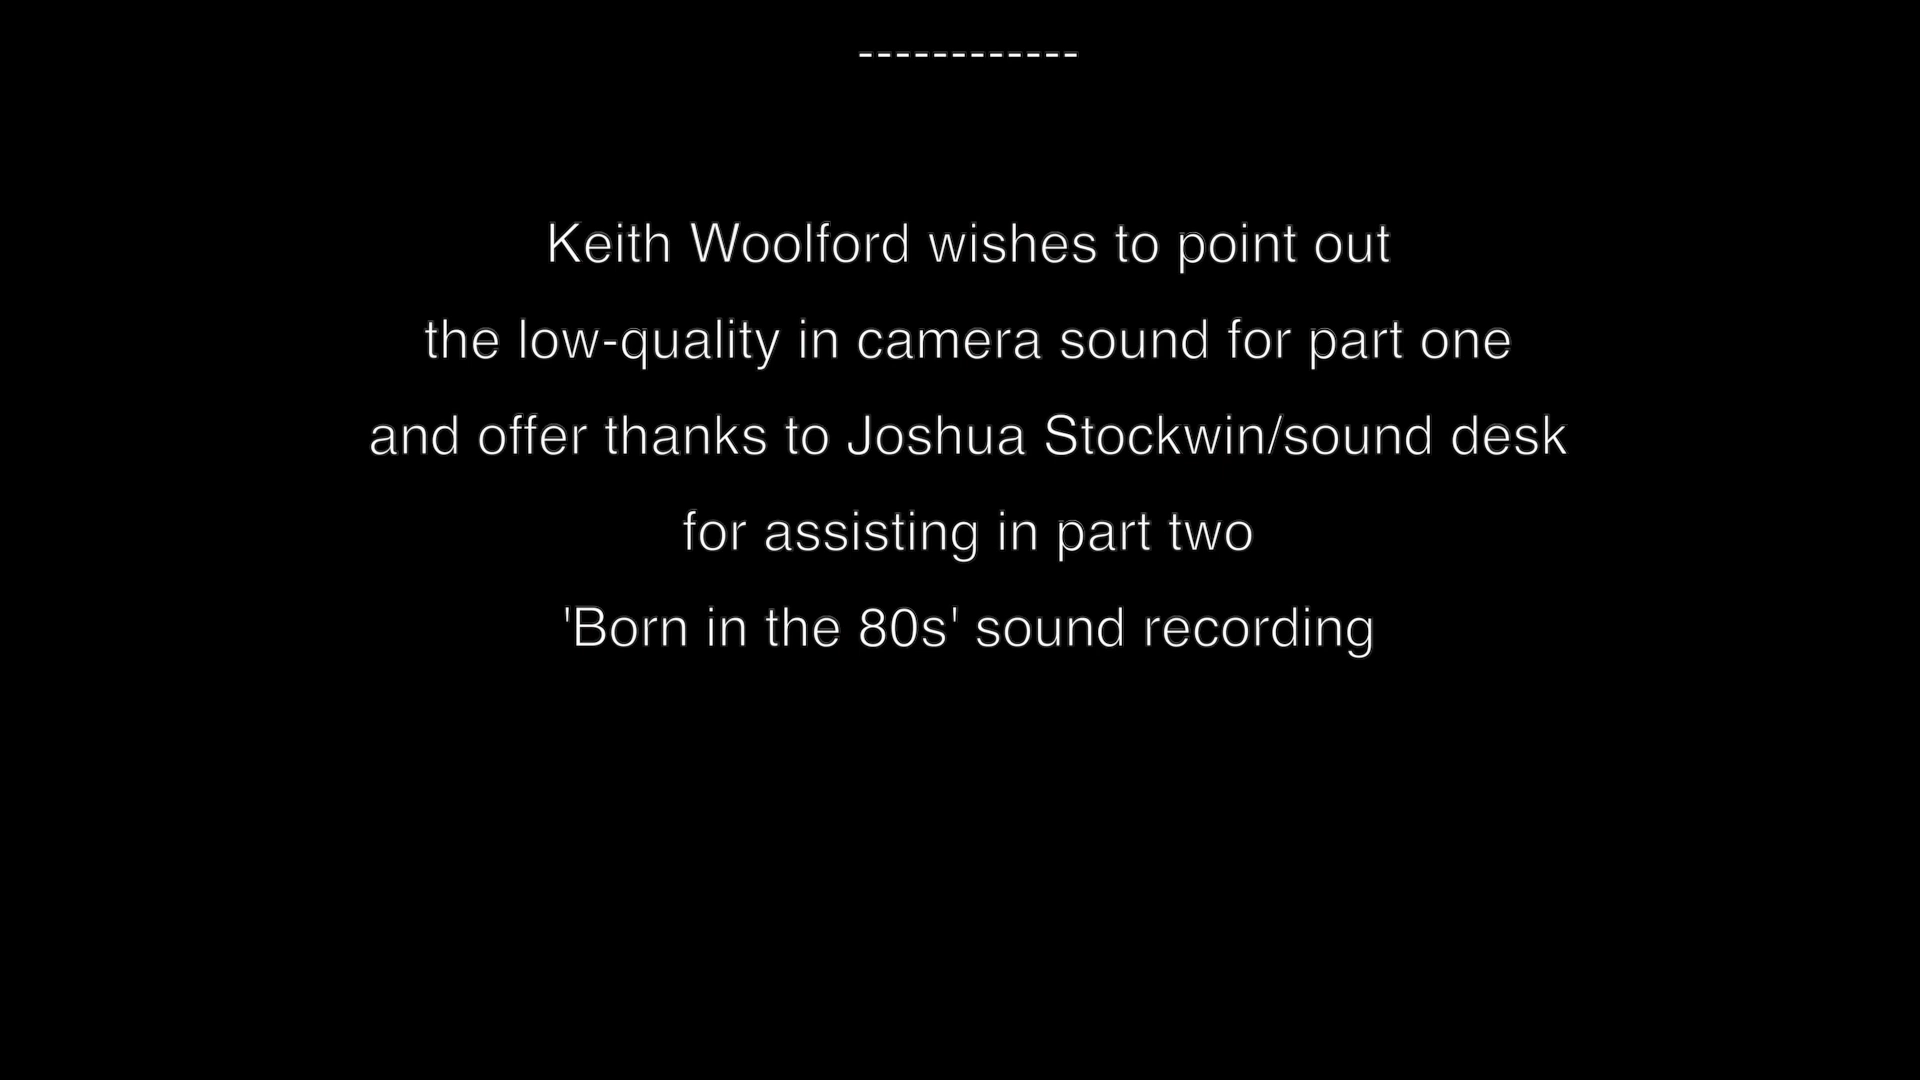 ------------
Keith Woolford wishes to point out
the low-quality in camera sound for part one
and offer thanks to Joshua Stockwin/sound desk
for assisting in part two
'Born in the 80s' sound recording